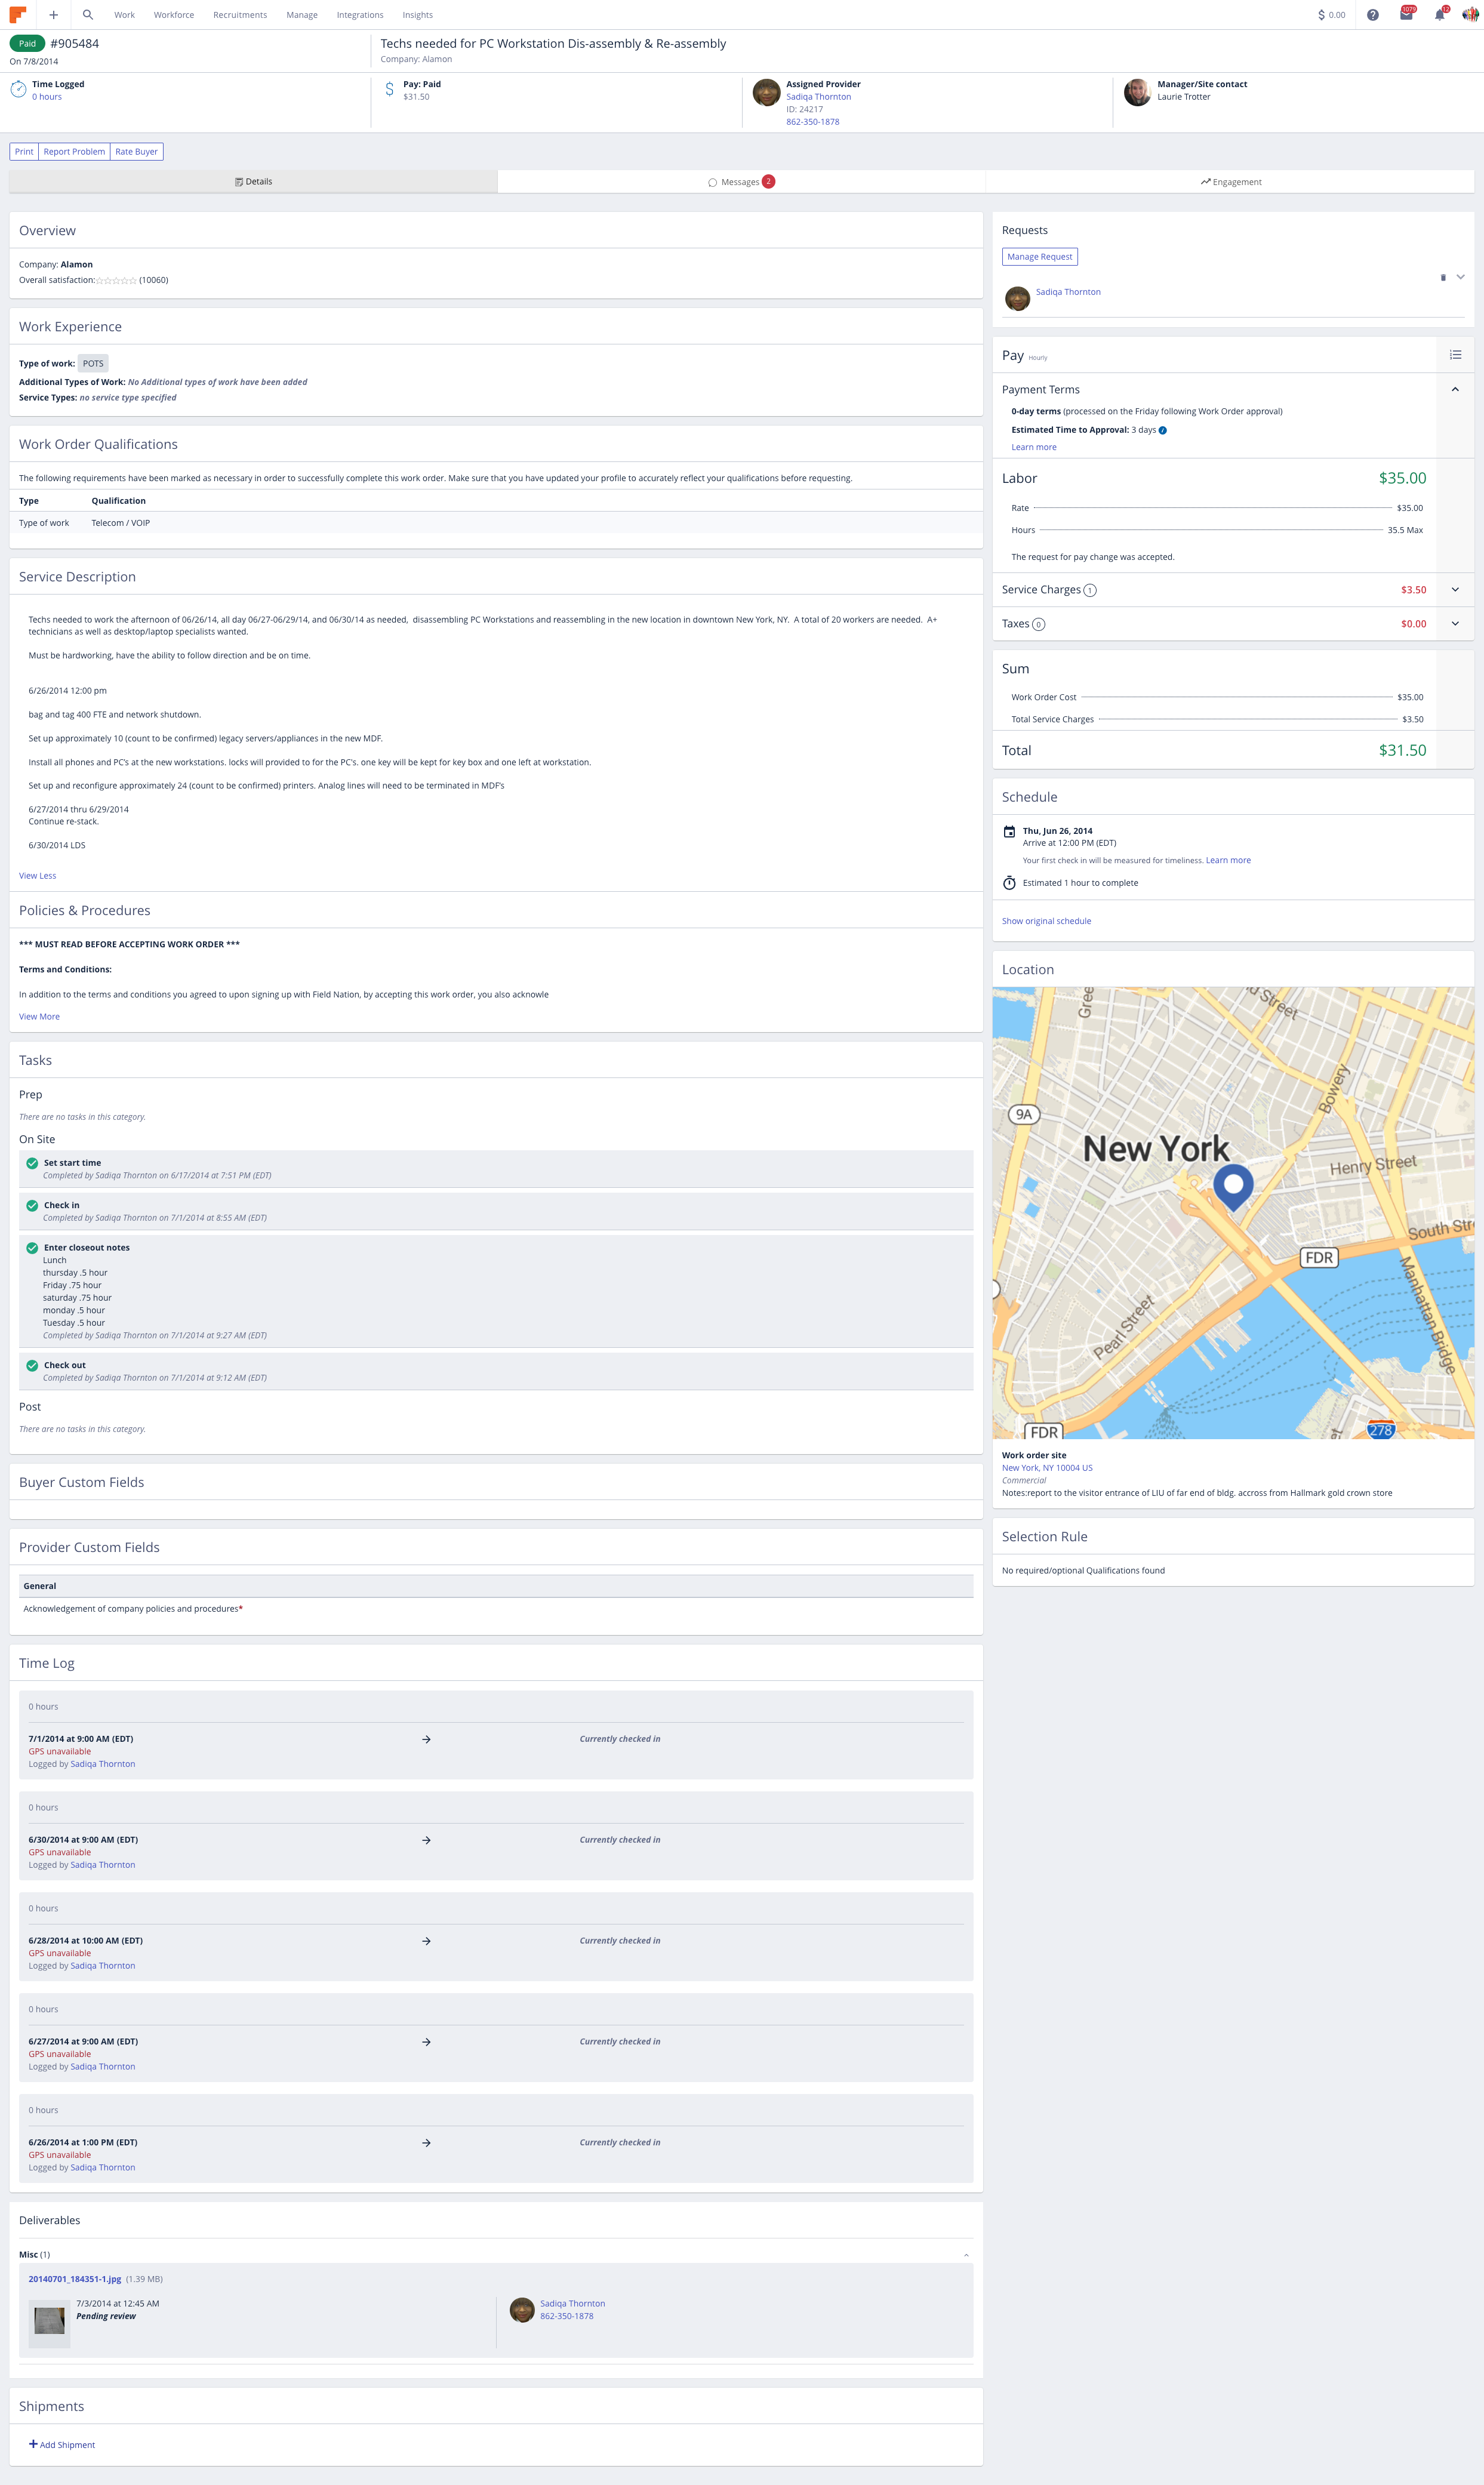 Work Workforce Recruitments Manage Integrations Insights $ 0.00 1079 12
Paid #905484
On 7/8/2014
Techs needed for PC Workstation Dis-assembly & Re-assembly
Company: Alamon
Time Logged
0 hours
Pay: Paid
$31.50
Assigned Provider
Sadiqa Thornton
ID: 24217
862-350-1878
Manager/Site contact
Laurie Trotter
Print Report Problem Rate Buyer
Details Messages 2 Engagement
Overview
Company: Alamon
Overall satisfaction: (10060)
Work Experience
Type of work: POTS
Additional Types of Work: No Additional types of work have been added
Service Types: no service type specified
Work Order Qualifications
The following requirements have been marked as necessary in order to successfully complete this work order. Make sure that you have updated your profile to accurately reflect your qualifications before requesting.
Type Qualification
Type of work Telecom / VOIP
Service Description
Techs needed to work the afternoon of 06/26/14, all day 06/27-06/29/14, and 06/30/14 as needed, disassembling PC Workstations and reassembling in the new location in downtown New York, NY. A total of 20 workers are needed. A+
technicians as well as desktop/laptop specialists wanted.
Must be hardworking, have the ability to follow direction and be on time.
6/26/2014 12:00 pm
bag and tag 400 FTE and network shutdown.
Set up approximately 10 (count to be confirmed) legacy servers/appliances in the new MDF.
Install all phones and PC's at the new workstations. locks will provided to for the PC's. one key will be kept for key box and one left at workstation.
Set up and reconfigure approximately 24 (count to be confirmed) printers. Analog lines will need to be terminated in MDF's
6/27/2014 thru 6/29/2014
Continue re-stack.
6/30/2014 LDS
View Less
Policies & Procedures
*** MUST READ BEFORE ACCEPTING WORK ORDER ***
Terms and Conditions:
In addition to the terms and conditions you agreed to upon signing up with Field Nation, by accepting this work order, you also acknowle
View More
Tasks
Prep
There are no tasks in this category.
On Site
Set start time
Completed by Sadiqa Thornton on 6/17/2014 at 7:51 PM (EDT)
Check in
Completed by Sadiqa Thornton on 7/1/2014 at 8:55 AM (EDT)
Enter closeout notes
Lunch
thursday .5 hour
Friday .75 hour
saturday .75 hour
monday .5 hour
Tuesday .5 hour
Completed by Sadiqa Thornton on 7/1/2014 at 9:27 AM (EDT)
Check out
Completed by Sadiqa Thornton on 7/1/2014 at 9:12 AM (EDT)
Post
There are no tasks in this category.
Buyer Custom Fields
Provider Custom Fields
General
Acknowledgement of company policies and procedures*
Time Log
0 hours
7/1/2014 at 9:00 AM (EDT) Currently checked in
GPS unavailable
Logged by Sadiqa Thornton
0 hours
6/30/2014 at 9:00 AM (EDT) Currently checked in
GPS unavailable
Logged by Sadiqa Thornton
0 hours
6/28/2014 at 10:00 AM (EDT) Currently checked in
GPS unavailable
Logged by Sadiqa Thornton
0 hours
6/27/2014 at 9:00 AM (EDT) Currently checked in
GPS unavailable
Logged by Sadiqa Thornton
0 hours
6/26/2014 at 1:00 PM (EDT) Currently checked in
GPS unavailable
Logged by Sadiqa Thornton
Deliverables
Misc (1)
20140701_184351-1.jpg (1.39 MB)
7/3/2014 at 12:45 AM
Pending review
Sadiqa Thornton
862-350-1878
Shipments
Add Shipment
Requests
Manage Request
Sadiqa Thornton
Pay Hourly
Payment Terms
0-day terms (processed on the Friday following Work Order approval)
Estimated Time to Approval: 3 days
Learn more
Labor $35.00
Rate $35.00
Hours 35.5 Max
The request for pay change was accepted.
Service Charges 1 $3.50
Taxes 0 $0.00
Sum
Work Order Cost $35.00
Total Service Charges $3.50
Total $31.50
Schedule
Thu, Jun 26, 2014
Arrive at 12:00 PM (EDT)
Your first check in will be measured for timeliness. Learn more
Estimated 1 hour to complete
Show original schedule
Location
9A
Bowery
New York
Henry Street
South Str
FDR
Manhattan Bridge
Pearl Street
FDR
278
Work order site
New York, NY 10004 US
Commercial
Notes:report to the visitor entrance of LIU of far end of bldg. accross from Hallmark gold crown store
Selection Rule
No required/optional Qualifications found